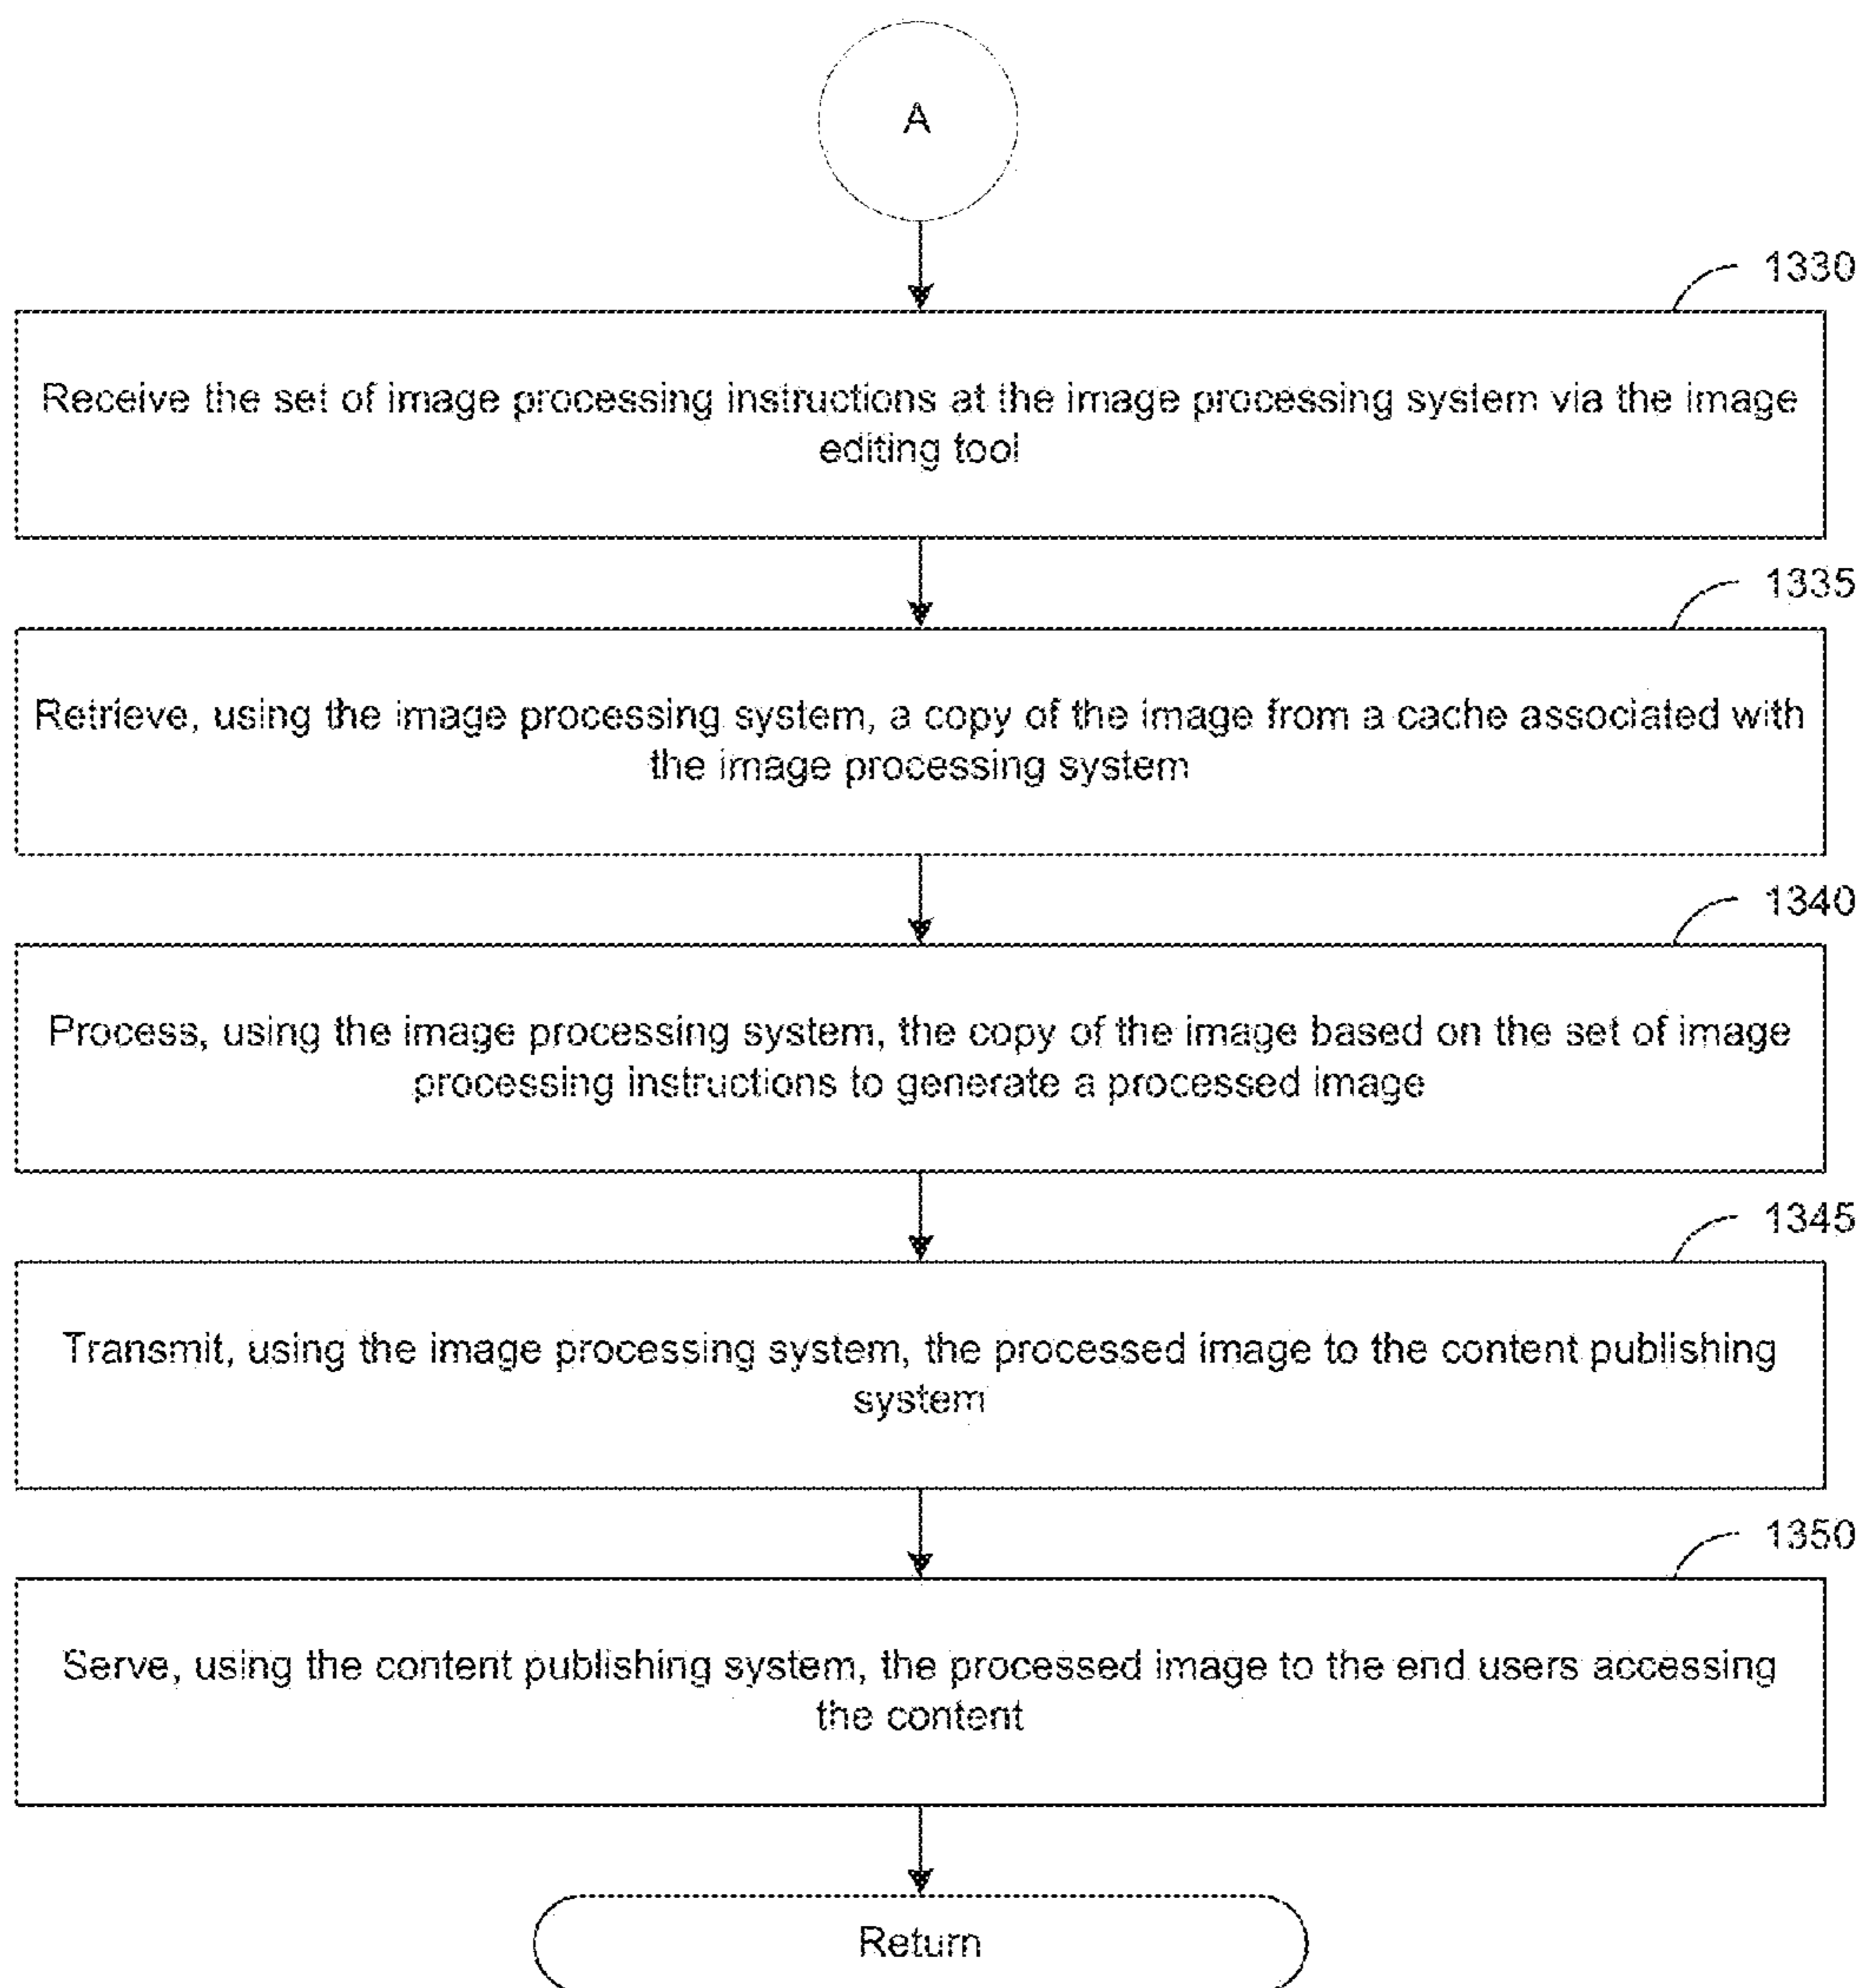 A
1330
Receive the set of image processing instructions at the image processing system via the image
editing tool
1335
Retrieve, using the image processing system, a copy of the image from a cache associated with
the image processing system
1340
Process, using the image processing system, the copy of the image based on the set of image
processing instructions to generate a processed image
1345
Transmit, using the image processing system, the processed image to the content publishing
system
1350
Serve, using the content publishing system, the processed image to the end users accessing
the content
Return